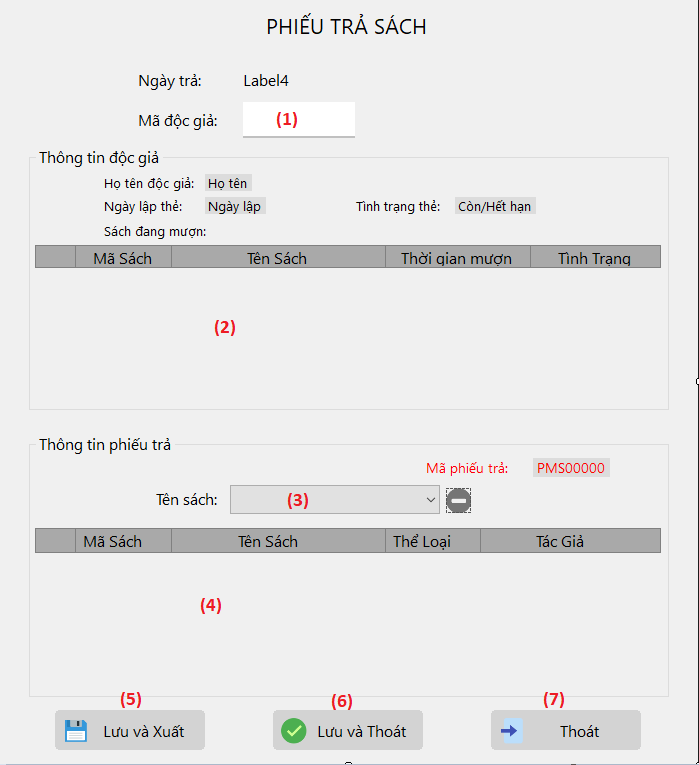 PHIẾU TRẢ SÁCH
Ngày trả: Label4
Mã độc giả: (1)
Thông tin độc giả
Họ tên độc giả: Họ tên
Ngày lập thẻ: Ngày lập Tình trạng thẻ: Còn/Hết hạn
Sách đang mượn:
Mã Sách Tên Sách Thời gian mượn Tình Trạng
(2)
Thông tin phiếu trả
Mã phiếu trả: PMS00000
Tên sách: (3)
Mã Sách Tên Sách Thể Loại Tác Giả
(4)
(5) (6) (7)
Lưu và Xuất Lưu và Thoát Thoát